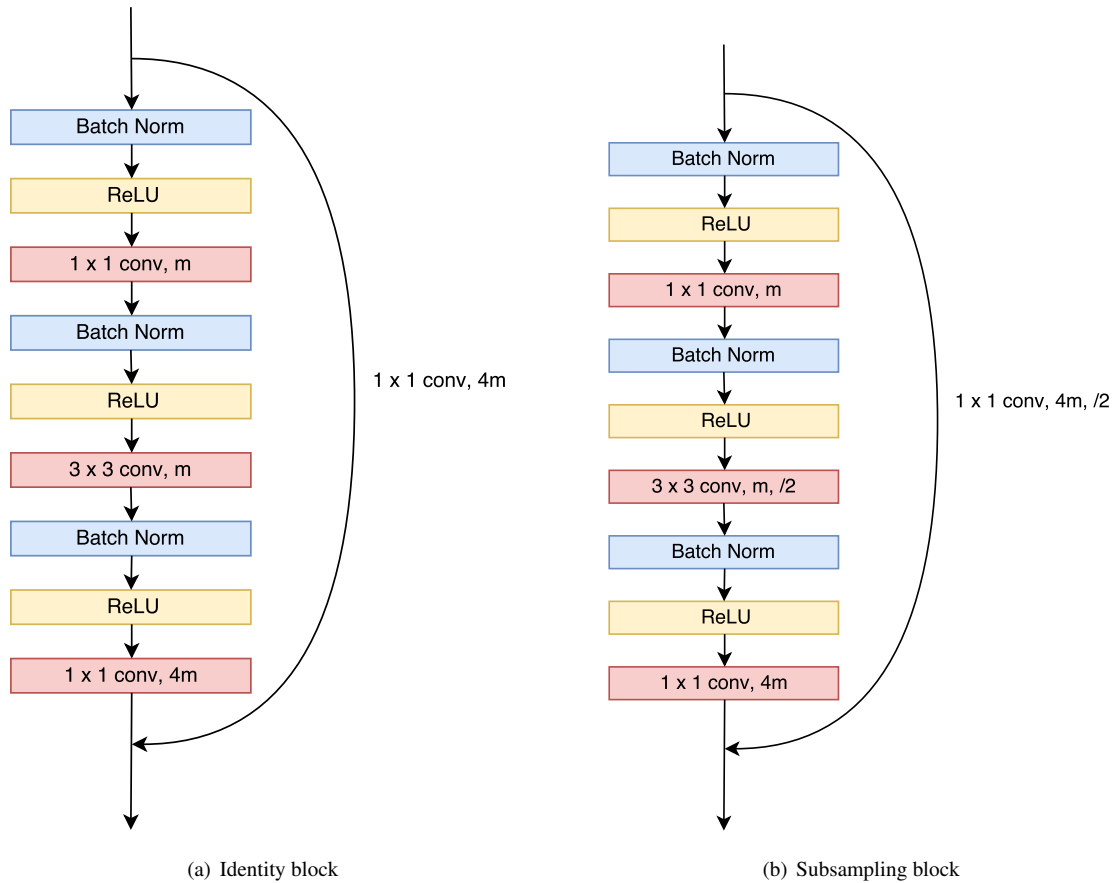 Batch Norm
ReLU
1 x 1 conv, m
Batch Norm
ReLU
3 x 3 conv, m
Batch Norm
ReLU
1 x 1 conv, 4m
1 x 1 conv, 4m
(a) Identity block
Batch Norm
ReLU
1 x 1 conv, m
Batch Norm
ReLU
3 x 3 conv, m, /2
Batch Norm
ReLU
1 x 1 conv, 4m
1 x 1 conv, 4m, /2
(b) Subsampling block